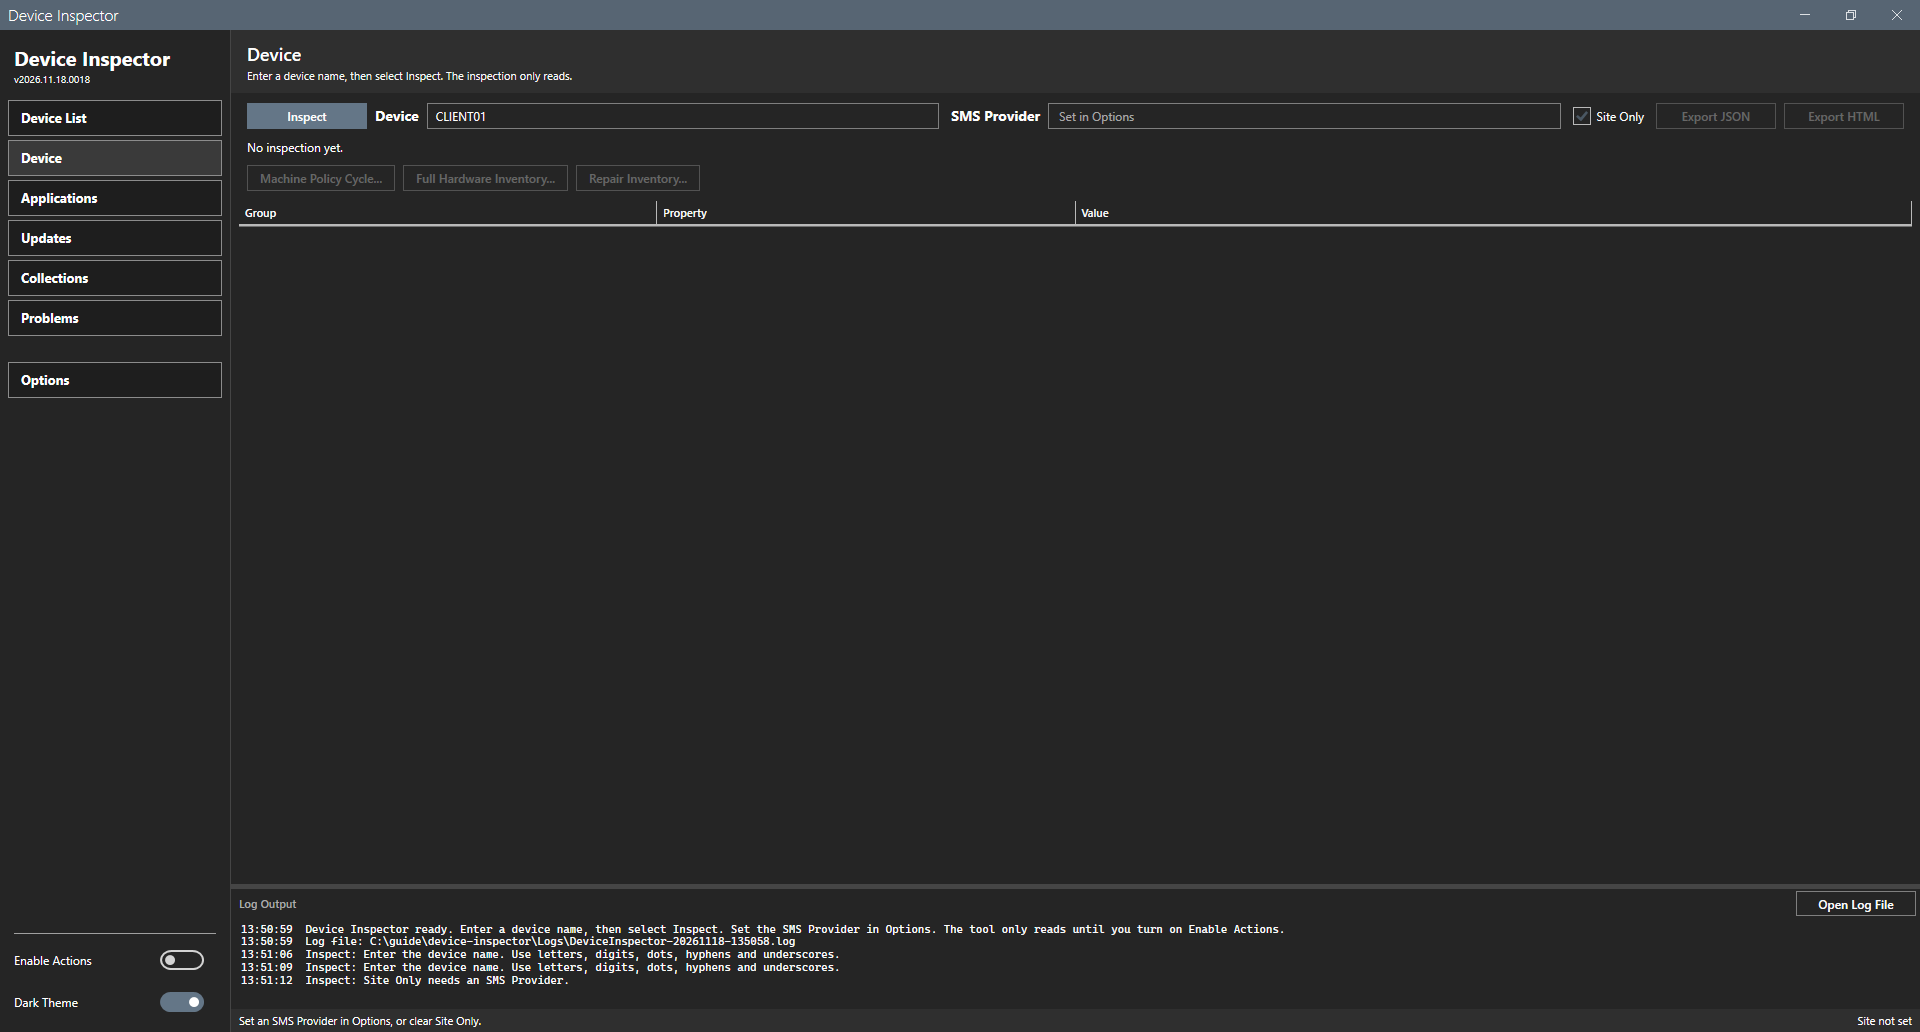 Device Inspector
Device Inspector
v2026.11.18.0018
Device List
Device
Applications
Updates
Collections
Problems
Options
Enable Actions
Dark Theme
Device
Enter a device name, then select Inspect. The inspection only reads.
Inspect Device CLIENT01 SMS Provider Set in Options Site Only Export JSON Export HTML
No inspection yet.
Machine Policy Cycle... Full Hardware Inventory... Repair Inventory...
Group Property Value
Log Output Open Log File
13:50:59 Device Inspector ready. Enter a device name, then select Inspect. Set the SMS Provider in Options. The tool only reads until you turn on Enable Actions.
13:50:59 Log file: C:\guide\device-inspector\Logs\DeviceInspector-20261118-135058.log
13:51:06 Inspect: Enter the device name. Use letters, digits, dots, hyphens and underscores.
13:51:09 Inspect: Enter the device name. Use letters, digits, dots, hyphens and underscores.
13:51:12 Inspect: Site Only needs an SMS Provider.
Set an SMS Provider in Options, or clear Site Only. Site not set